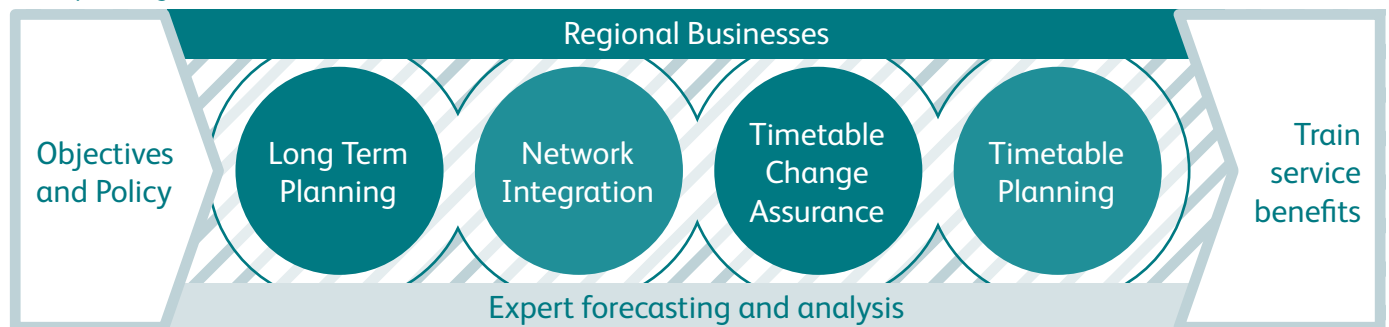 Regional Businesses
Objectives
and Policy
Long Term
Planning
Network
Integration
Timetable
Change
Assurance
Timetable
Planning
Train
service
benefits
Expert forecasting and analysis